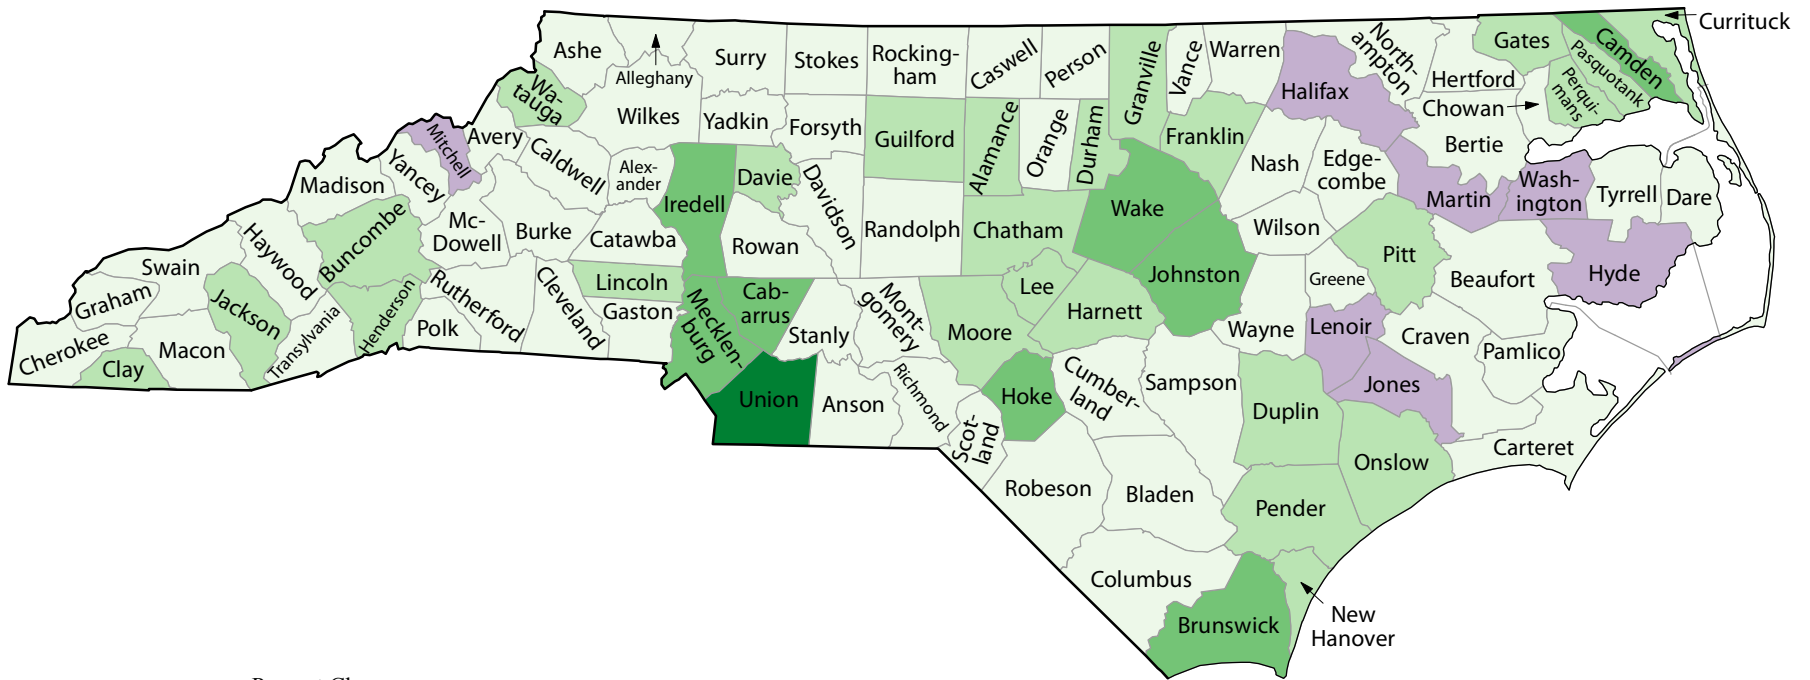 Currituck
Ashe
Alleghany
Surry
Stokes
Rocking-
ham
Caswell
Person
Granville
Vance
Warren
North-
ampton
Gates
Camden
Pasquotank
Perqui-
mans
Hertford
Chowan
Halifax
Bertie
Wa-
tauga
Wilkes
Yadkin
Forsyth
Guilford
Alamance
Orange
Durham
Franklin
Nash
Edge-
combe
Martin
Wash-
ington
Tyrrell
Dare
Mitchell
Avery
Caldwell
Alex-
ander
Iredell
Davie
Davidson
Randolph
Chatham
Wake
Wilson
Madison
Yancey
Mc-
Dowell
Burke
Catawba
Rowan
Johnston
Greene
Pitt
Beaufort
Hyde
Swain
Haywood
Buncombe
Rutherford
Cleveland
Lincoln
Gaston
Cab-
arrus
Mecklen-
burg
Stanly
Mont-
gomery
Moore
Lee
Harnett
Wayne
Lenoir
Craven
Pamlico
Graham
Cherokee
Clay
Macon
Jackson
Transylvania
Henderson
Polk
Union
Anson
Richmond
Scot-
land
Hoke
Cumber-
land
Sampson
Duplin
Jones
Onslow
Carteret
Robeson
Bladen
Pender
Columbus
Brunswick
New
Hanover